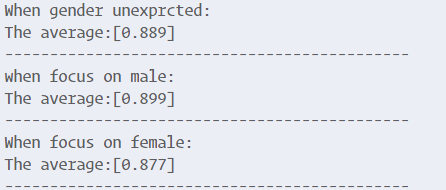 When gender unexprcted:
The average:[0.889]
--------------------------------------------
when focus on male:
The average:[0.899]
--------------------------------------------
When focus on female:
The average:[0.877]
--------------------------------------------